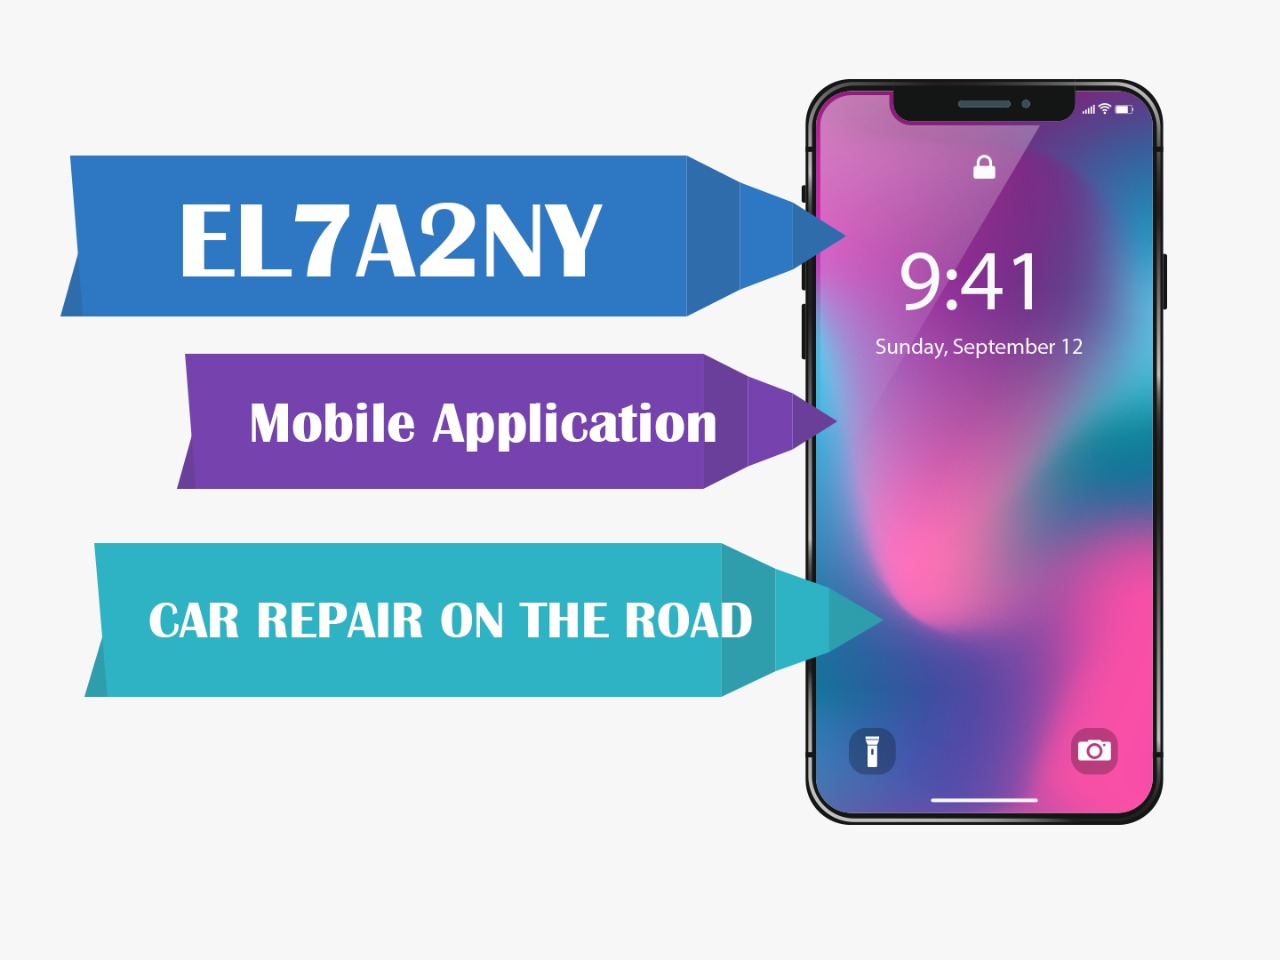 EL7A2NY
Mobile Application
CAR REPAIR ON THE ROAD
9:41
Sunday, September 12